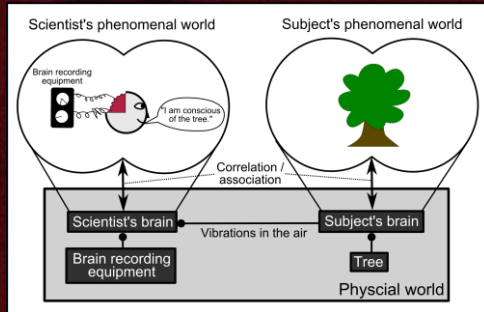 Scientist's phenomenal world
Subject's phenomenal world
Brain recording
equipment
"I am conscious
of the tree."
Correlation /
association
Scientist's brain
Subject's brain
Vibrations in the air
Brain recording
equipment
Tree
Physcial world